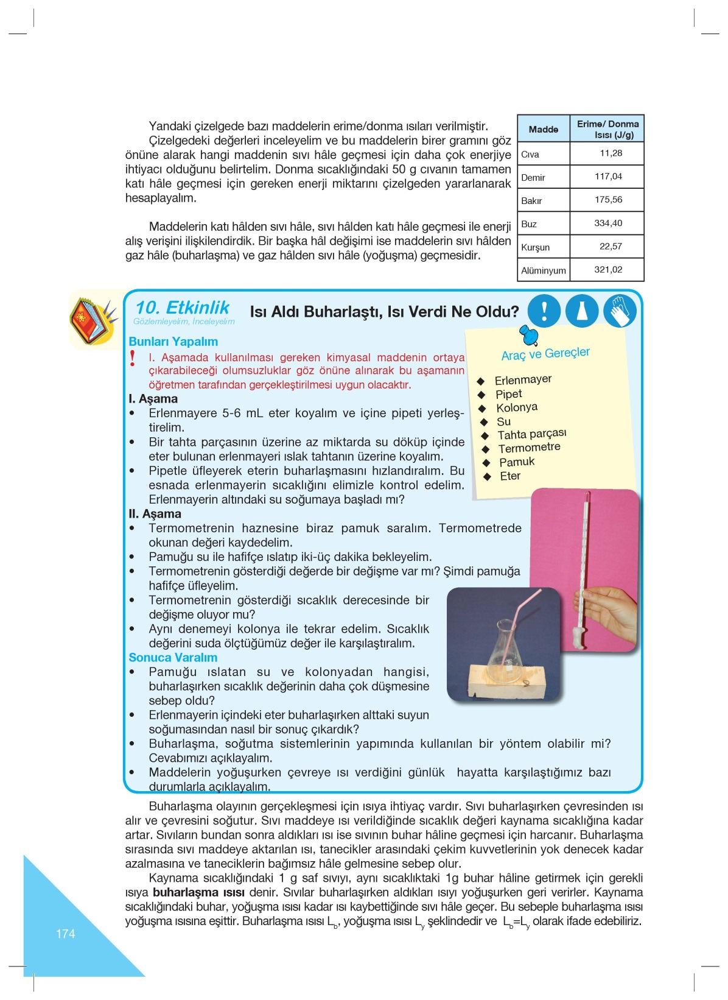 Yandaki çizelgede bazı maddelerin erime/donma ısıları verilmiştir.
Çizelgedeki değerleri inceleyelim ve bu maddelerin birer gramını göz
önüne alarak hangi maddenin sıvı hâle geçmesi için daha çok enerjiye
ihtiyacı olduğunu belirtelim. Donma sıcaklığındaki 50 g cıvanın tamamen
katı hâle geçmesi için gereken enerji miktarını çizelgeden yararlanarak
hesaplayalım.
Maddelerin katı hâlden sıvı hâle, sıvı hâlden katı hâle geçmesi ile enerji
alış verişini ilişkilendirdik. Bir başka hâl değişimi ise maddelerin sıvı hâlden
gaz hâle (buharlaşma) ve gaz hâlden sıvı hâle (yoğuşma) geçmesidir.
Madde Erime/ Donma
Isısı (J/g)
Cıva 11,28
Demir 117,04
Bakır 175,56
Buz 334,40
Kurşun 22,57
Alüminyum 321,02
10. Etkinlik Isı Aldı Buharlaştı, Isı Verdi Ne Oldu?
Gözlemleyelim, İnceleyelim
Bunları Yapalım
! I. Aşamada kullanılması gereken kimyasal maddenin ortaya
çıkarabileceği olumsuzluklar göz önüne alınarak bu aşamanın
öğretmen tarafından gerçekleştirilmesi uygun olacaktır.
I. Aşama
• Erlenmayere 5-6 mL eter koyalım ve içine pipeti yerleş-
tirelim.
• Bir tahta parçasının üzerine az miktarda su döküp içinde
eter bulunan erlenmayeri ıslak tahtanın üzerine koyalım.
• Pipetle üfleyerek eterin buharlaşmasını hızlandıralım. Bu
esnada erlenmayerin sıcaklığını elimizle kontrol edelim.
Erlenmayerin altındaki su soğumaya başladı mı?
Araç ve Gereçler
◆ Erlenmayer
◆ Pipet
◆ Kolonya
◆ Su
◆ Tahta parçası
◆ Termometre
◆ Pamuk
◆ Eter
II. Aşama
• Termometrenin haznesine biraz pamuk saralım. Termometrede
okunan değeri kaydedelim.
• Pamuğu su ile hafifçe ıslatıp iki-üç dakika bekleyelim.
• Termometrenin gösterdiği değerde bir değişme var mı? Şimdi pamuğa
hafifçe üfleyelim.
• Termometrenin gösterdiği sıcaklık derecesinde bir
değişme oluyor mu?
• Aynı denemeyi kolonya ile tekrar edelim. Sıcaklık
değerini suda ölçtüğümüz değer ile karşılaştıralım.
Sonuca Varalım
• Pamuğu ıslatan su ve kolonyadan hangisi,
buharlaşırken sıcaklık değerinin daha çok düşmesine
sebep oldu?
• Erlenmayerin içindeki eter buharlaşırken alttaki suyun
soğumasından nasıl bir sonuç çıkardık?
• Buharlaşma, soğutma sistemlerinin yapımında kullanılan bir yöntem olabilir mi?
Cevabımızı açıklayalım.
• Maddelerin yoğuşurken çevreye ısı verdiğini günlük hayatta karşılaştığımız bazı
durumlarla açıklayalım.
Buharlaşma olayının gerçekleşmesi için ısıya ihtiyaç vardır. Sıvı buharlaşırken çevresinden ısı
alır ve çevresini soğutur. Sıvı maddeye ısı verildiğinde sıcaklık değeri kaynama sıcaklığına kadar
artar. Sıvıların bundan sonra aldıkları ısı ise sıvının buhar hâline geçmesi için harcanır. Buharlaşma
sırasında sıvı maddeye aktarılan ısı, tanecikler arasındaki çekim kuvvetlerinin yok denecek kadar
azalmasına ve taneciklerin bağımsız hâle gelmesine sebep olur.
Kaynama sıcaklığındaki 1 g saf sıvıyı, aynı sıcaklıktaki 1g buhar hâline getirmek için gerekli
ısıya buharlaşma ısısı denir. Sıvılar buharlaşırken aldıkları ısıyı yoğuşurken geri verirler. Kaynama
sıcaklığındaki buhar, yoğuşma ısısı kadar ısı kaybettiğinde sıvı hâle geçer. Bu sebeple buharlaşma ısısı
yoğuşma ısısına eşittir. Buharlaşma ısısı Lb, yoğuşma ısısı Ly şeklindedir ve Lb=Ly olarak ifade edebiliriz.
174